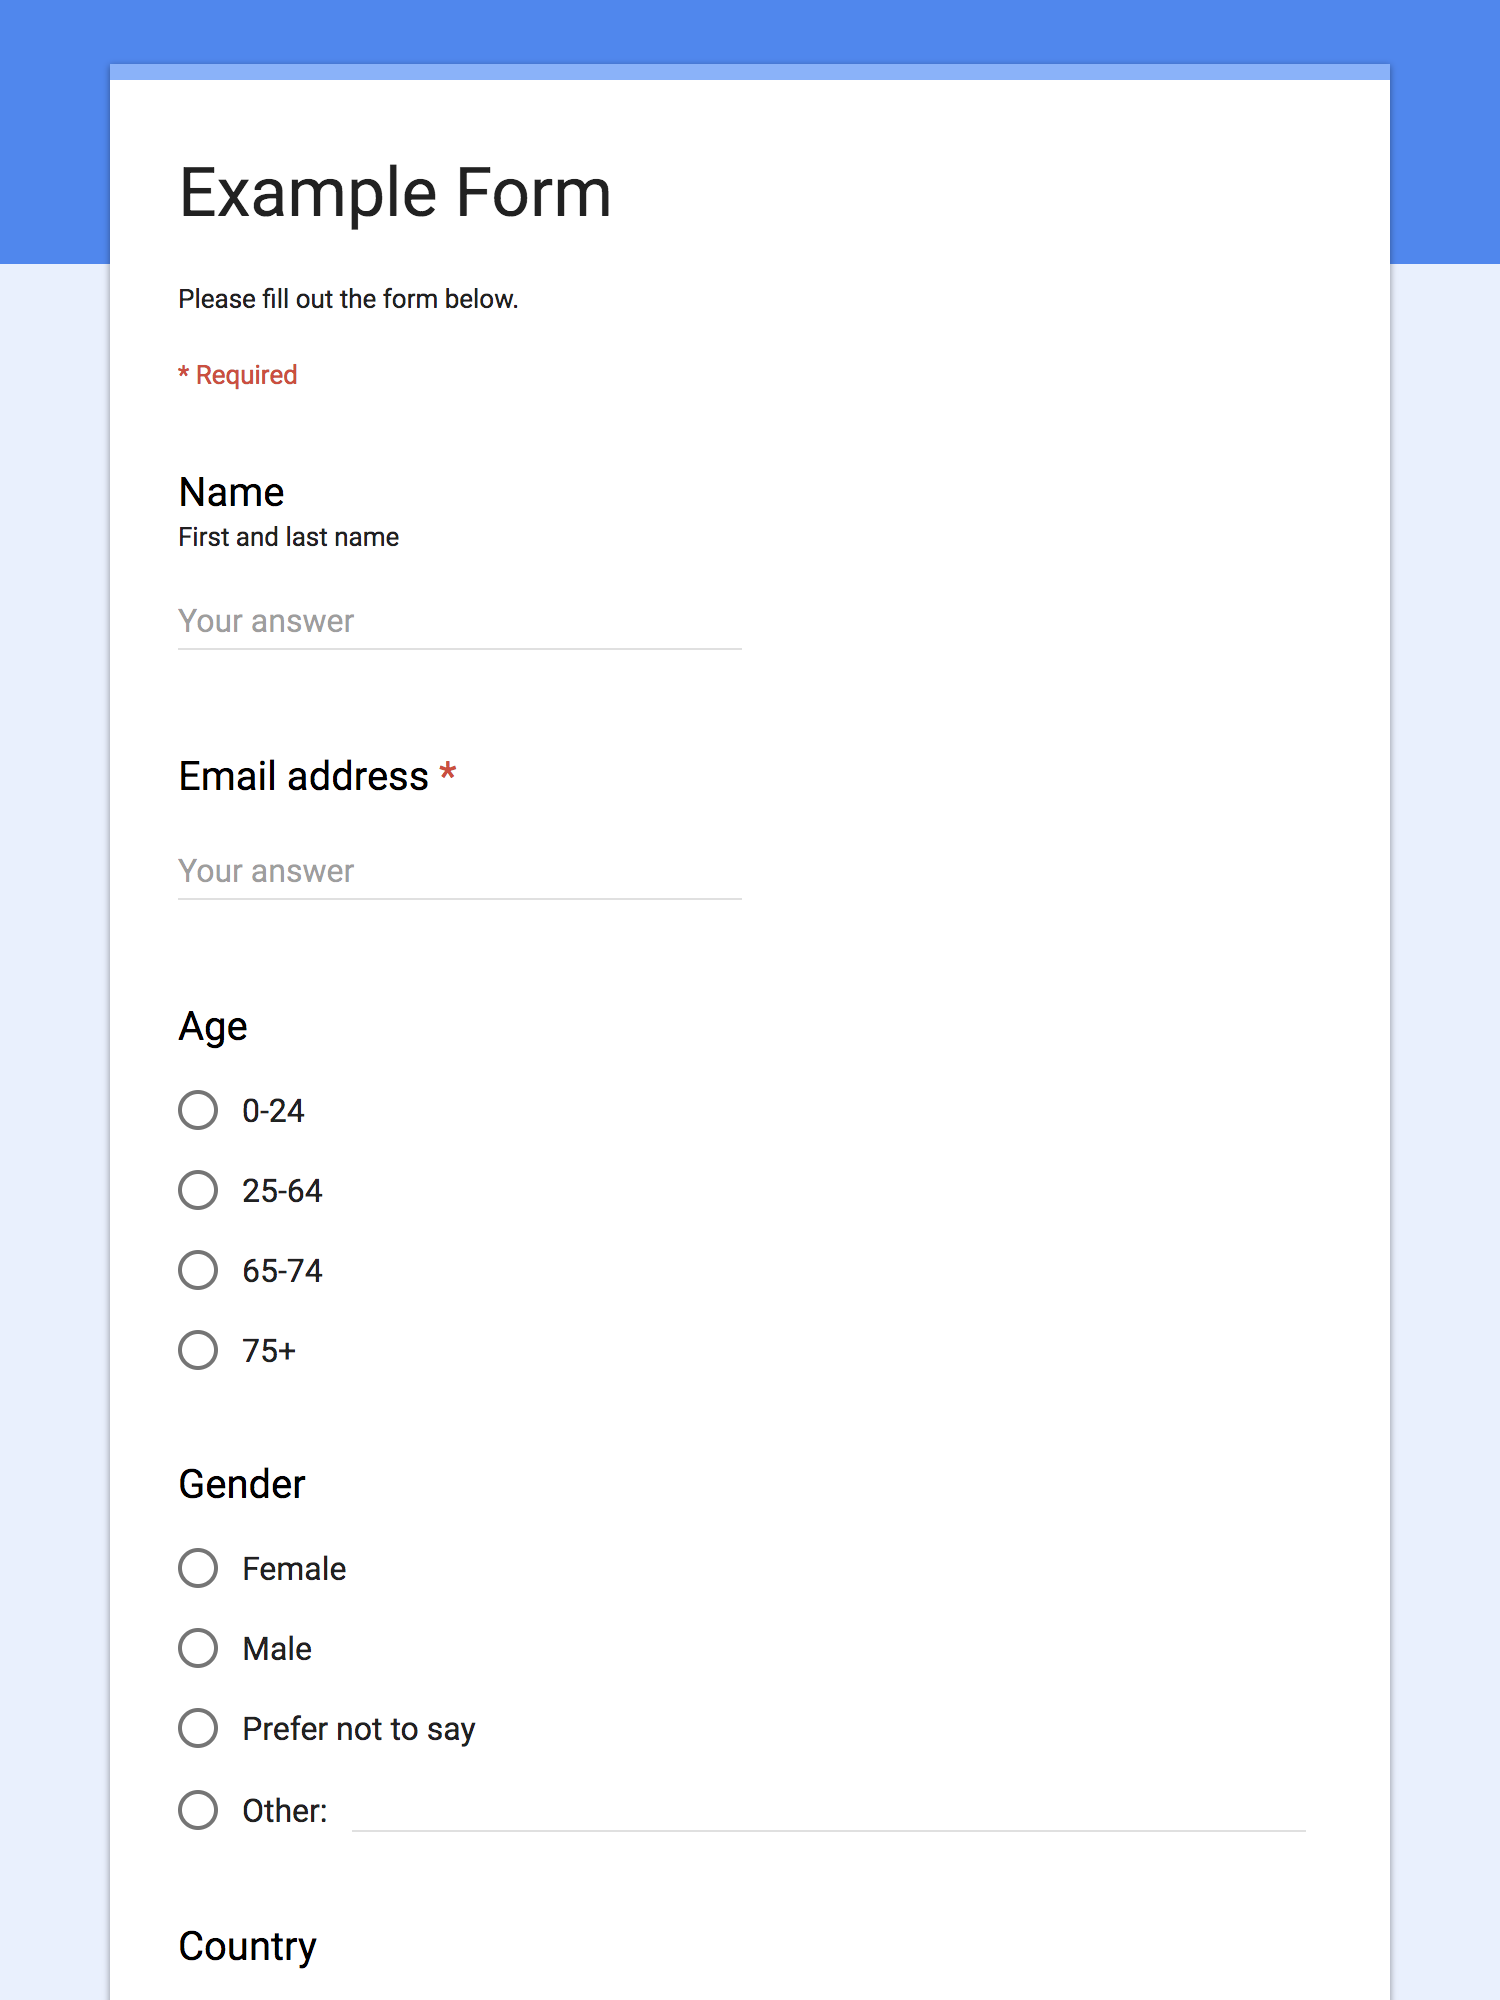 Example Form
Please fill out the form below.
* Required
Name
First and last name
Your answer
Email address *
Your answer
Age
0-24
25-64
65-74
75+
Gender
Female
Male
Prefer not to say
Other:
Country